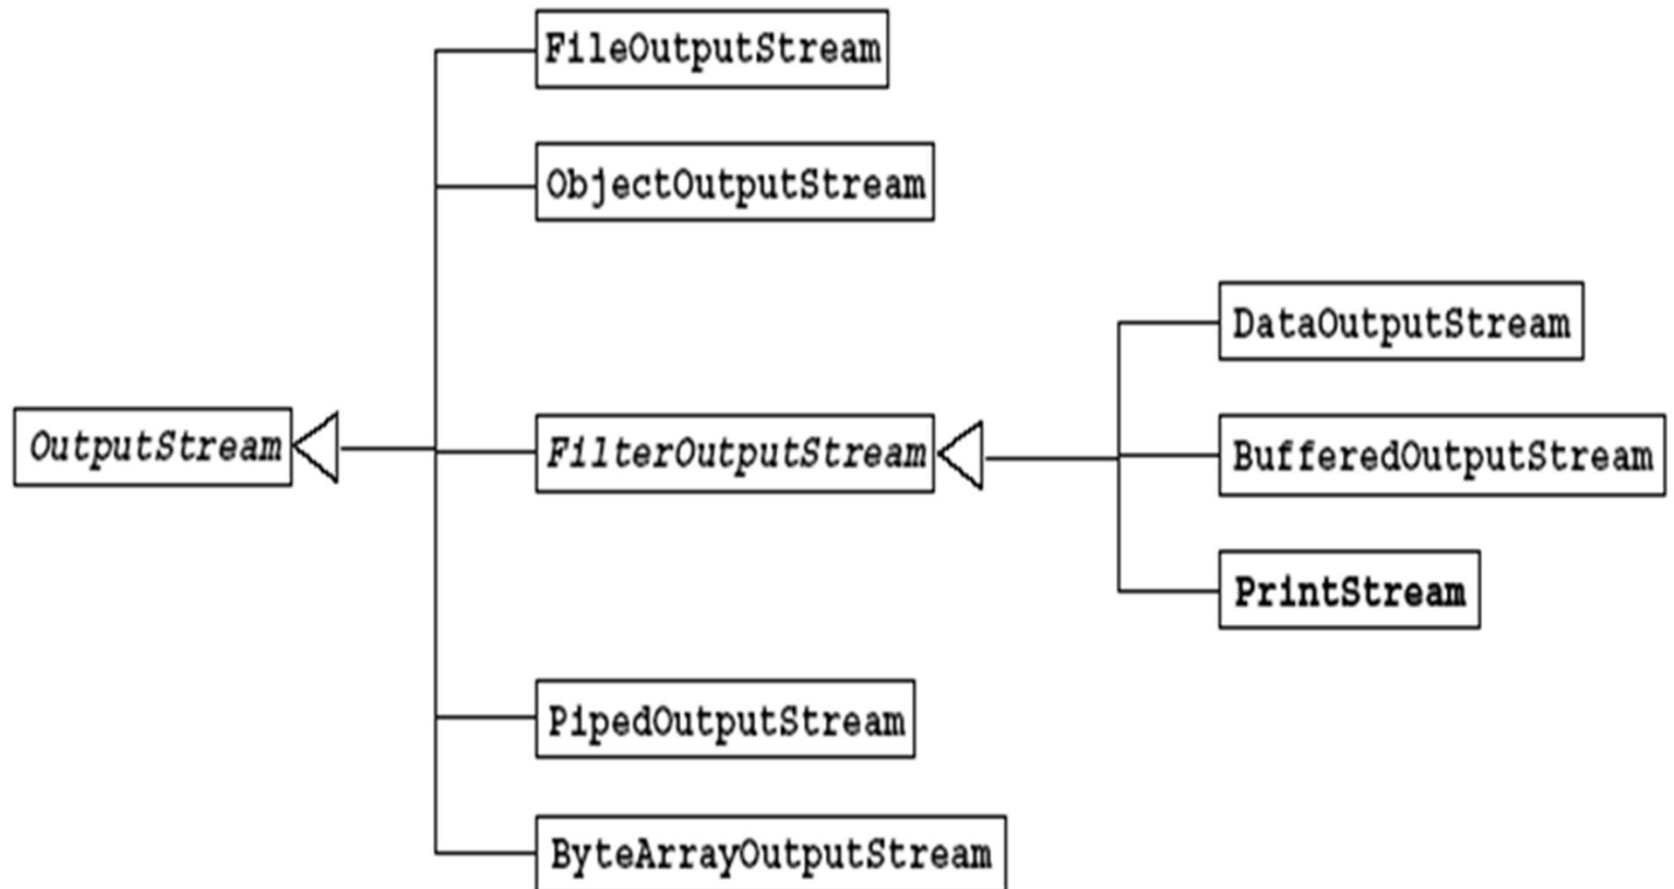 FileOutputStream
ObjectOutputStream
DataOutputStream
OutputStream
FilterOutputStream
BufferedOutputStream
PrintStream
PipedOutputStream
ByteArrayOutputStream